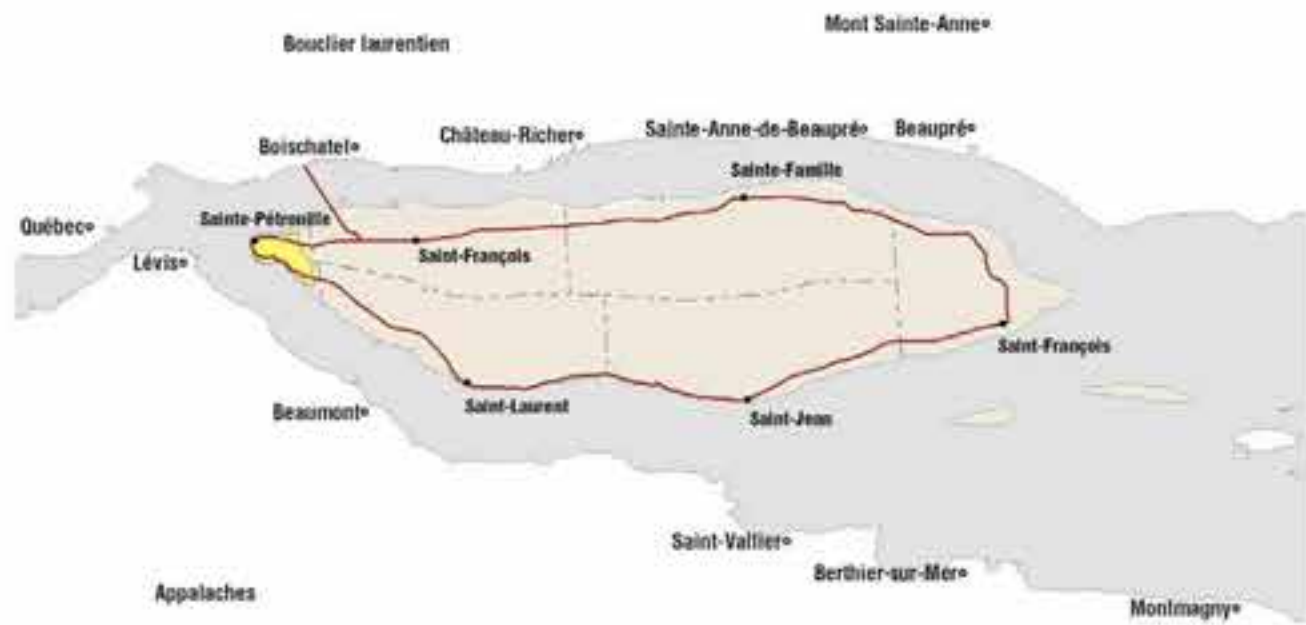 Mont Sainte-Anne
Bouclier laurentien
Château-Richer
Sainte-Anne-de-Beaupré
Beaupré
Boischatel
Sainte-Famille
Québec
Sainte-Pétrouille
Lévis
Saint-François
Saint-François
Beaumont
Saint-Laurent
Saint-Jean
Saint-Vallier
Berthier-sur-Mer
Appalaches
Montmagny